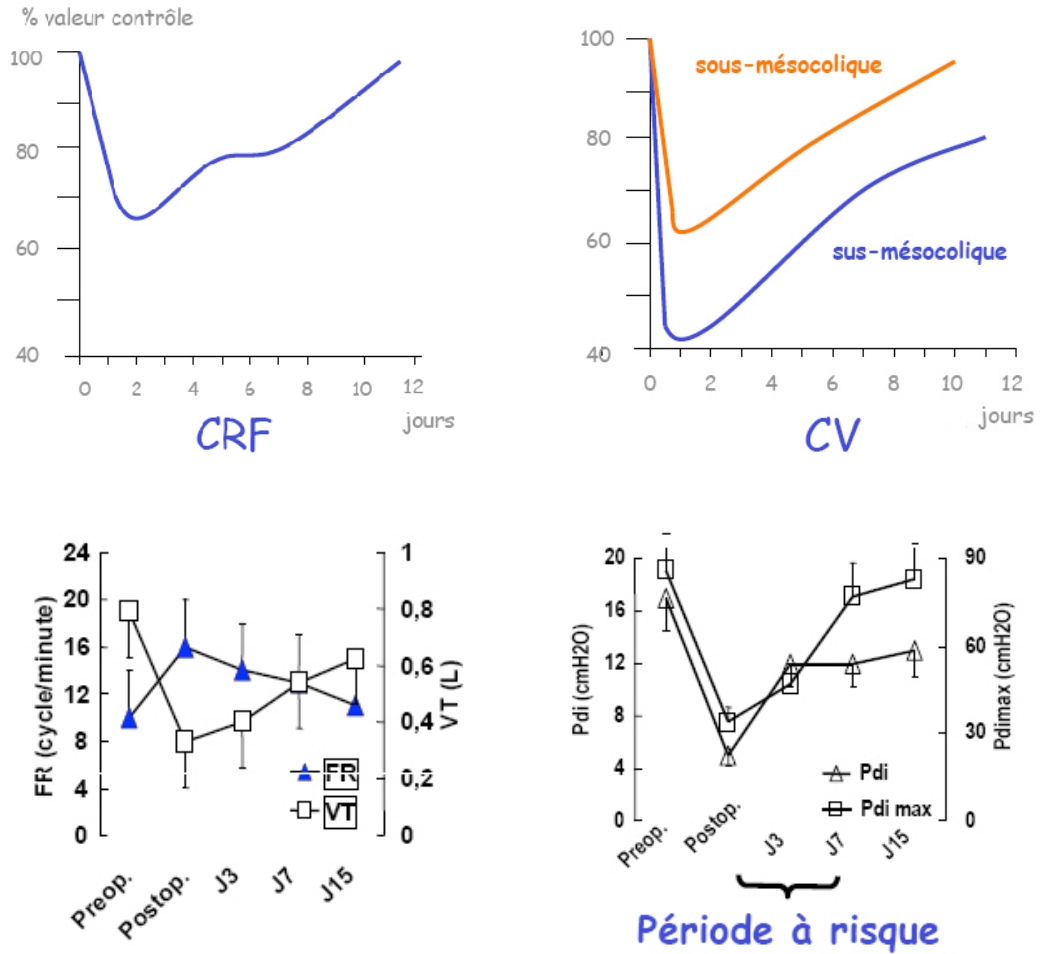 % valeur contrôle
100
80
60
40
0 2 4 6 8 10 12
jours
CRF
100
80
60
40
sous-mésocolique
sus-mésocolique
0 2 4 6 8 10 12
jours
CV
FR (cycle/minute)
24
20
16
12
8
4
0
1
0,8
0,6
0,4
0,2
0
VT (L)
FR
VT
Preop. Postop. J3 J7 J15
Pdi (cmH2O)
20
16
12
8
4
0
90
60
30
0
Pdimax (cmH2O)
Pdi
Pdi max
Preop. Postop. J3 J7 J15
Période à risque